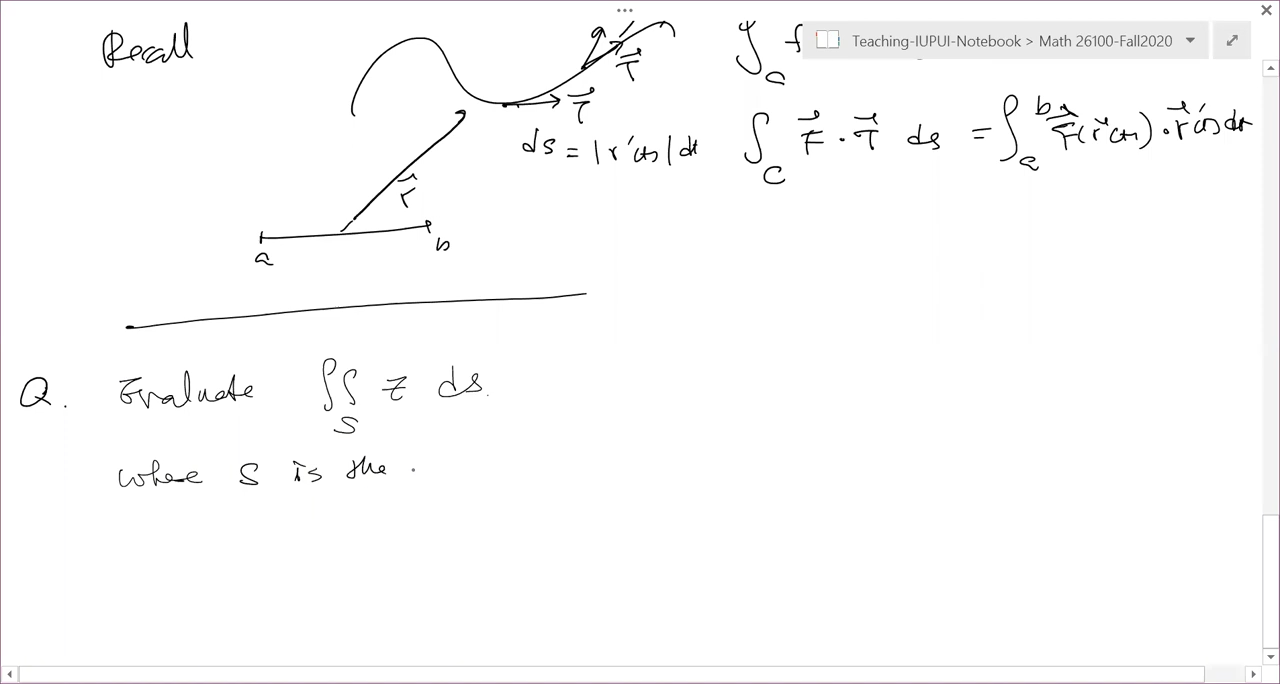 Recall
Teaching-IUPUI-Notebook > Math 26100-Fall2020
∫_C f
T⃗
T⃗
ds = |r'(t)| dt
∫_C F⃗ · T⃗ ds = ∫_a^b F⃗(r⃗(t)) · r⃗'(t) dt
r⃗
a
b
Q. Evaluate ∬_S z ds.
where S is the